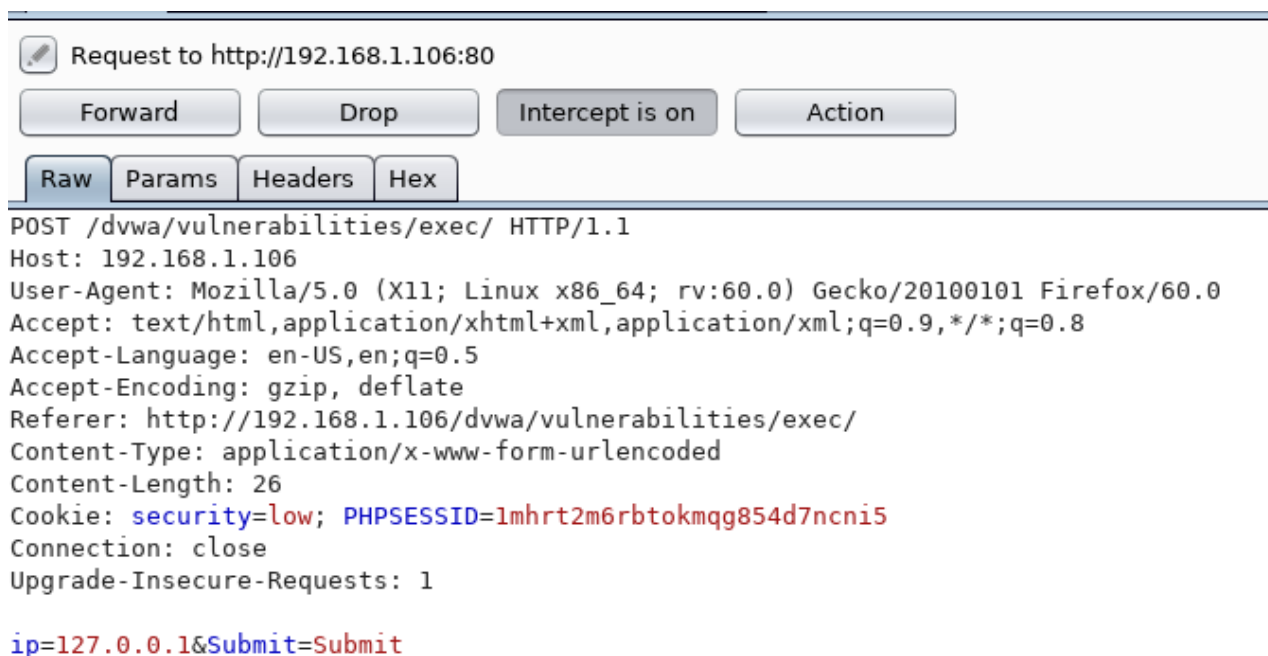 Request to http://192.168.1.106:80
Forward Drop Intercept is on Action
Raw Params Headers Hex
POST /dvwa/vulnerabilities/exec/ HTTP/1.1
Host: 192.168.1.106
User-Agent: Mozilla/5.0 (X11; Linux x86_64; rv:60.0) Gecko/20100101 Firefox/60.0
Accept: text/html,application/xhtml+xml,application/xml;q=0.9,*/*;q=0.8
Accept-Language: en-US,en;q=0.5
Accept-Encoding: gzip, deflate
Referer: http://192.168.1.106/dvwa/vulnerabilities/exec/
Content-Type: application/x-www-form-urlencoded
Content-Length: 26
Cookie: security=low; PHPSESSID=1mhrt2m6rbtokmqg854d7ncni5
Connection: close
Upgrade-Insecure-Requests: 1
ip=127.0.0.1&Submit=Submit